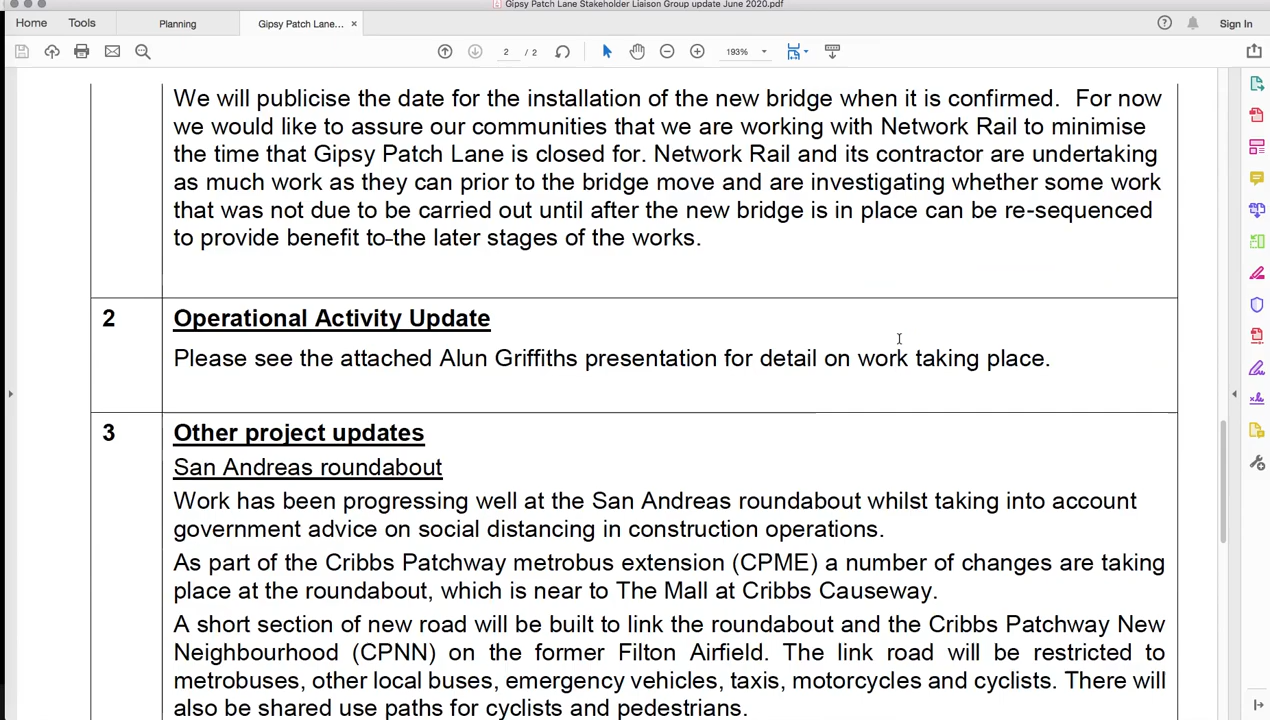 Gipsy Patch Lane Stakeholder Liaison Group update June 2020.pdf
Home Tools Planning Gipsy Patch Lane... × Sign In
2 / 2 193%
We will publicise the date for the installation of the new bridge when it is confirmed. For now
we would like to assure our communities that we are working with Network Rail to minimise
the time that Gipsy Patch Lane is closed for. Network Rail and its contractor are undertaking
as much work as they can prior to the bridge move and are investigating whether some work
that was not due to be carried out until after the new bridge is in place can be re-sequenced
to provide benefit to-the later stages of the works.
2 Operational Activity Update
Please see the attached Alun Griffiths presentation for detail on work taking place.
3 Other project updates
San Andreas roundabout
Work has been progressing well at the San Andreas roundabout whilst taking into account
government advice on social distancing in construction operations.
As part of the Cribbs Patchway metrobus extension (CPME) a number of changes are taking
place at the roundabout, which is near to The Mall at Cribbs Causeway.
A short section of new road will be built to link the roundabout and the Cribbs Patchway New
Neighbourhood (CPNN) on the former Filton Airfield. The link road will be restricted to
metrobuses, other local buses, emergency vehicles, taxis, motorcycles and cyclists. There will
also be shared use paths for cyclists and pedestrians.